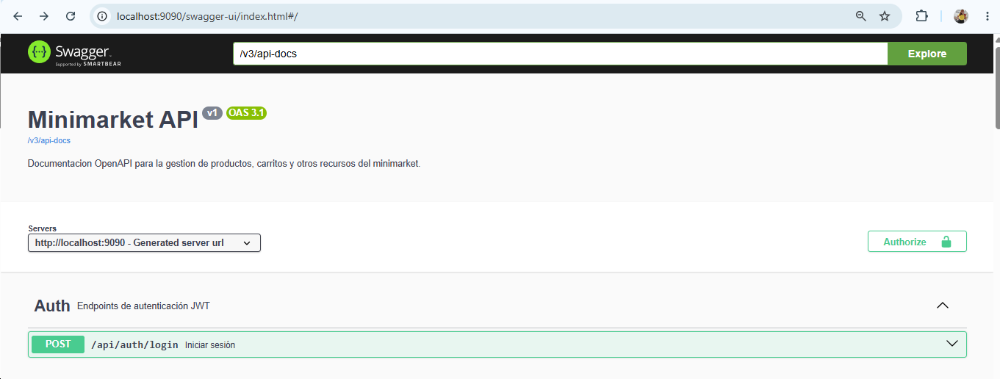 localhost:9090/swagger-ui/index.html#/
{...} Swagger.
Supported by SMARTBEAR
/v3/api-docs
Explore
Minimarket API v1 OAS 3.1
/v3/api-docs
Documentacion OpenAPI para la gestion de productos, carritos y otros recursos del minimarket.
Servers
http://localhost:9090 - Generated server url
Authorize
Auth Endpoints de autenticación JWT
POST /api/auth/login Iniciar sesión